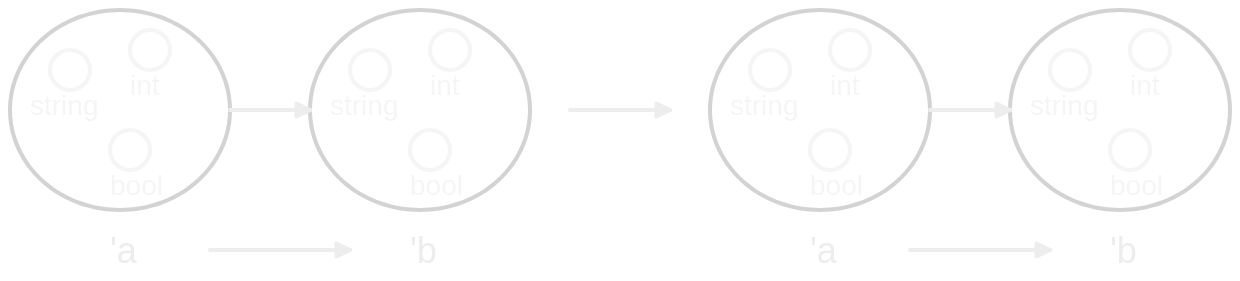 int int int int
string string string string
bool bool bool bool
'a 'b 'a 'b